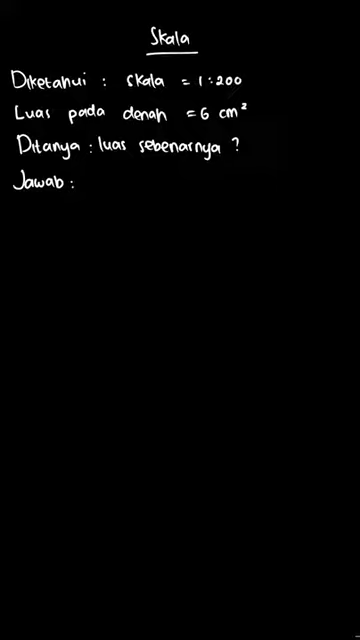 Skala
Diketahui : skala = 1:200
Luas pada denah = 6 cm²
Ditanya : luas sebenarnya ?
Jawab :